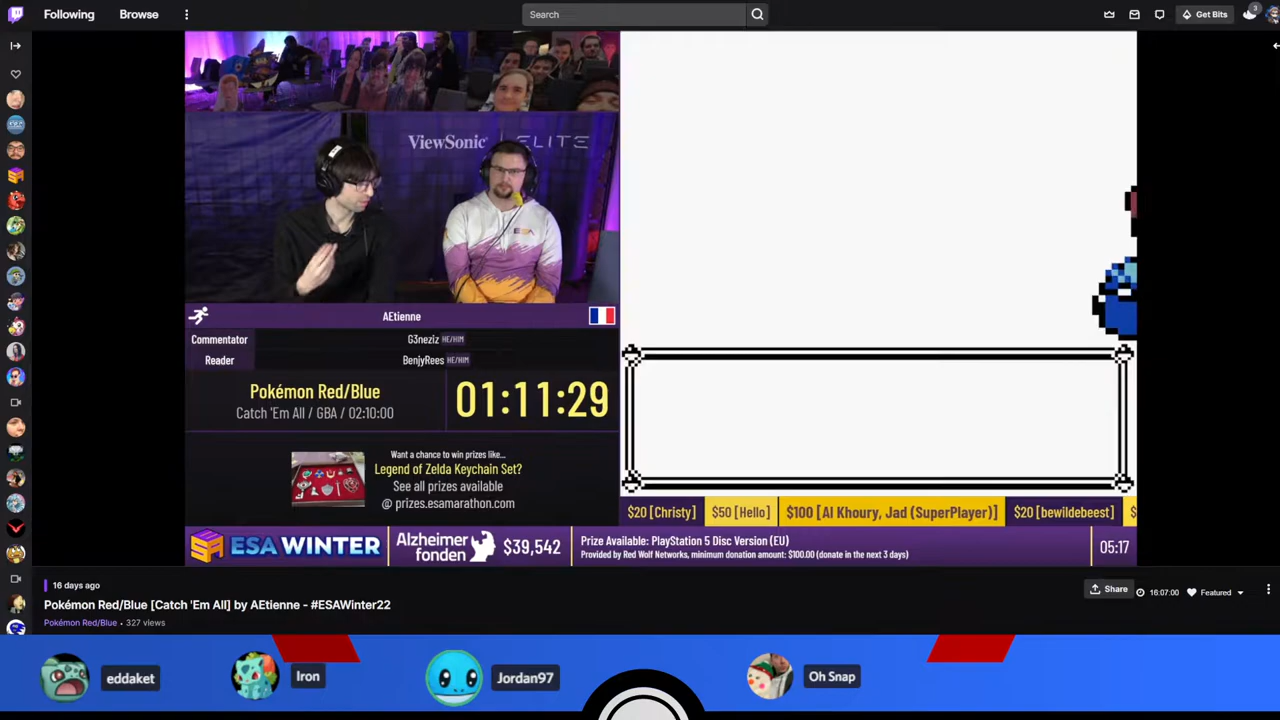 Following
Browse
Search
3
Get Bits
ViewSonic ELITE
ESA
AEtienne
Commentator
G3neziz HE/HIM
Reader
BenjyRees HE/HIM
Pokémon Red/Blue
Catch 'Em All / GBA / 02:10:00
01:11:29
Want a chance to win prizes like...
Legend of Zelda Keychain Set?
See all prizes available
@ prizes.esamarathon.com
$20 [Christy]
$50 [Hello]
$100 [Al Khoury, Jad (SuperPlayer)]
$20 [bewildebeest]
$
ESA WINTER
Alzheimer
fonden
$39,542
Prize Available: PlayStation 5 Disc Version (EU)
Provided by Red Wolf Networks, minimum donation amount: $100.00 (donate in the next 3 days)
05:17
16 days ago
Share
16:07:00
Featured
Pokémon Red/Blue [Catch 'Em All] by AEtienne - #ESAWinter22
Pokémon Red/Blue • 327 views
eddaket
Iron
Jordan97
Oh Snap